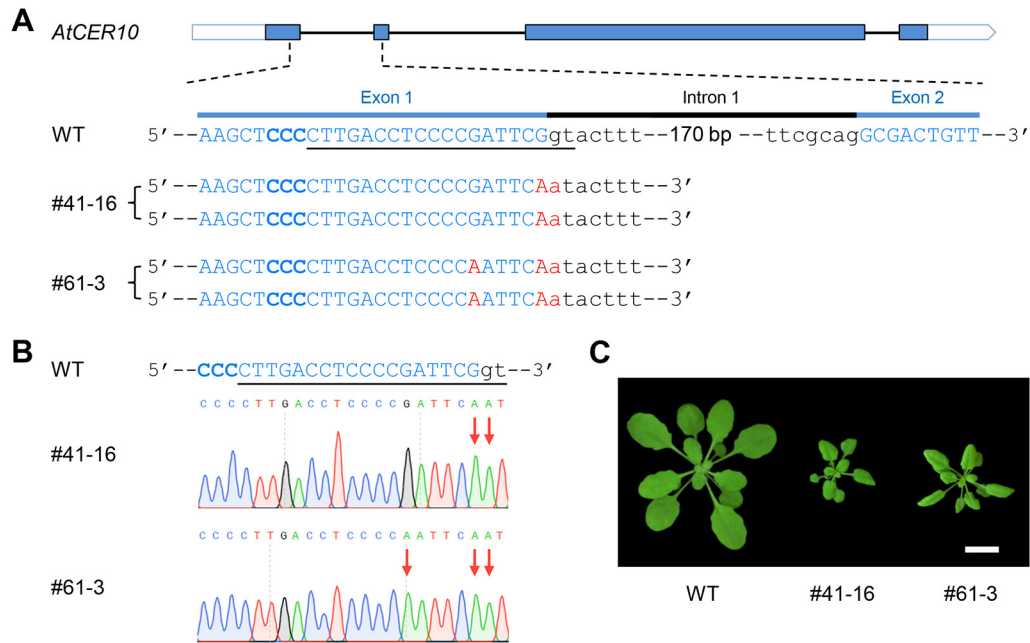 A
AtCER10
Exon 1 Intron 1 Exon 2
WT 5′--AAGCTCCCCTTGACCTCCCCGATTCGgtacttt--170 bp--ttcgcagGCGACTGTT--3′
#41-16
5′--AAGCTCCCCTTGACCTCCCCGATTCAatacttt--3′
5′--AAGCTCCCCTTGACCTCCCCGATTCAatacttt--3′
#61-3
5′--AAGCTCCCCTTGACCTCCCCAATTCAatacttt--3′
5′--AAGCTCCCCTTGACCTCCCCAATTCAatacttt--3′
B
WT 5′--CCCCTTGACCTCCCCGATTCGgt--3′
C C C C T T G A C C T C C C C G A T T C A A T
#41-16
C C C C T T G A C C T C C C C A A T T C A A T
#61-3
C
WT #41-16 #61-3